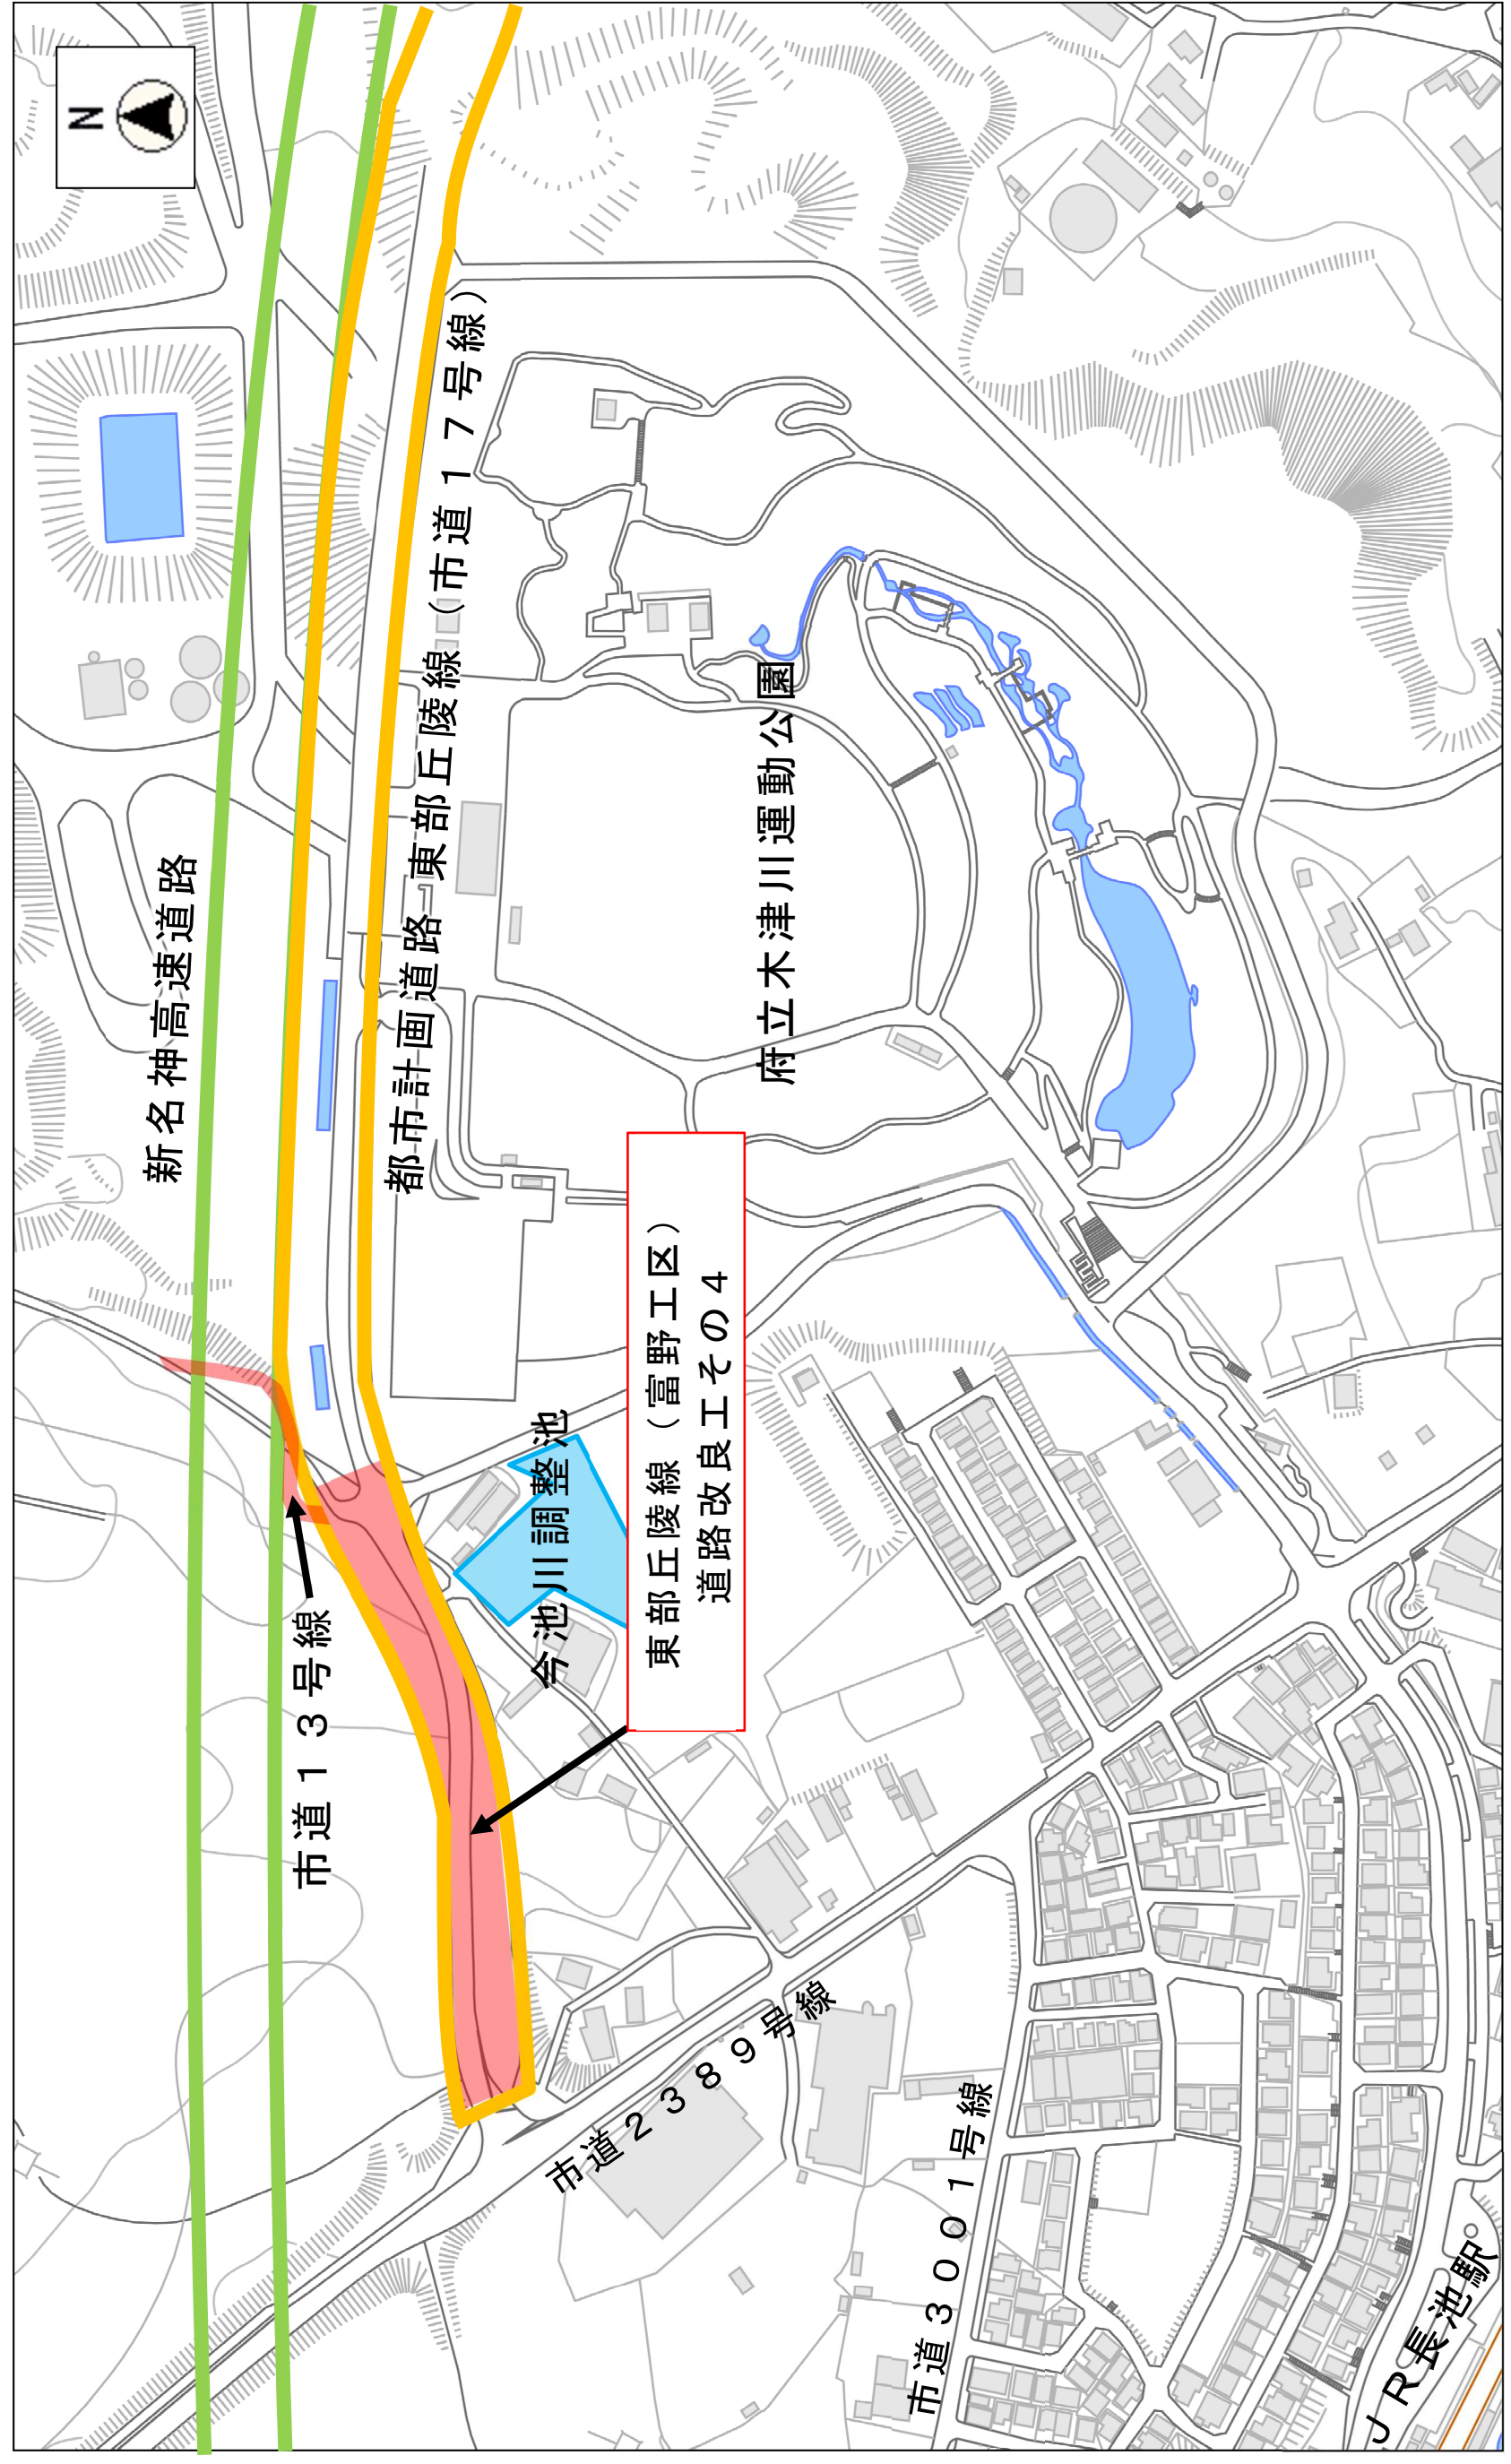 N
新名神高速道路
市道１３号線
都市計画道路 東部丘陵線（市道１７号線）
今池川調整池
東部丘陵線（富野工区）
道路改良工その４
府立木津川運動公園
市道２３８９号線
市道３００１号線
ＪＲ長池駅